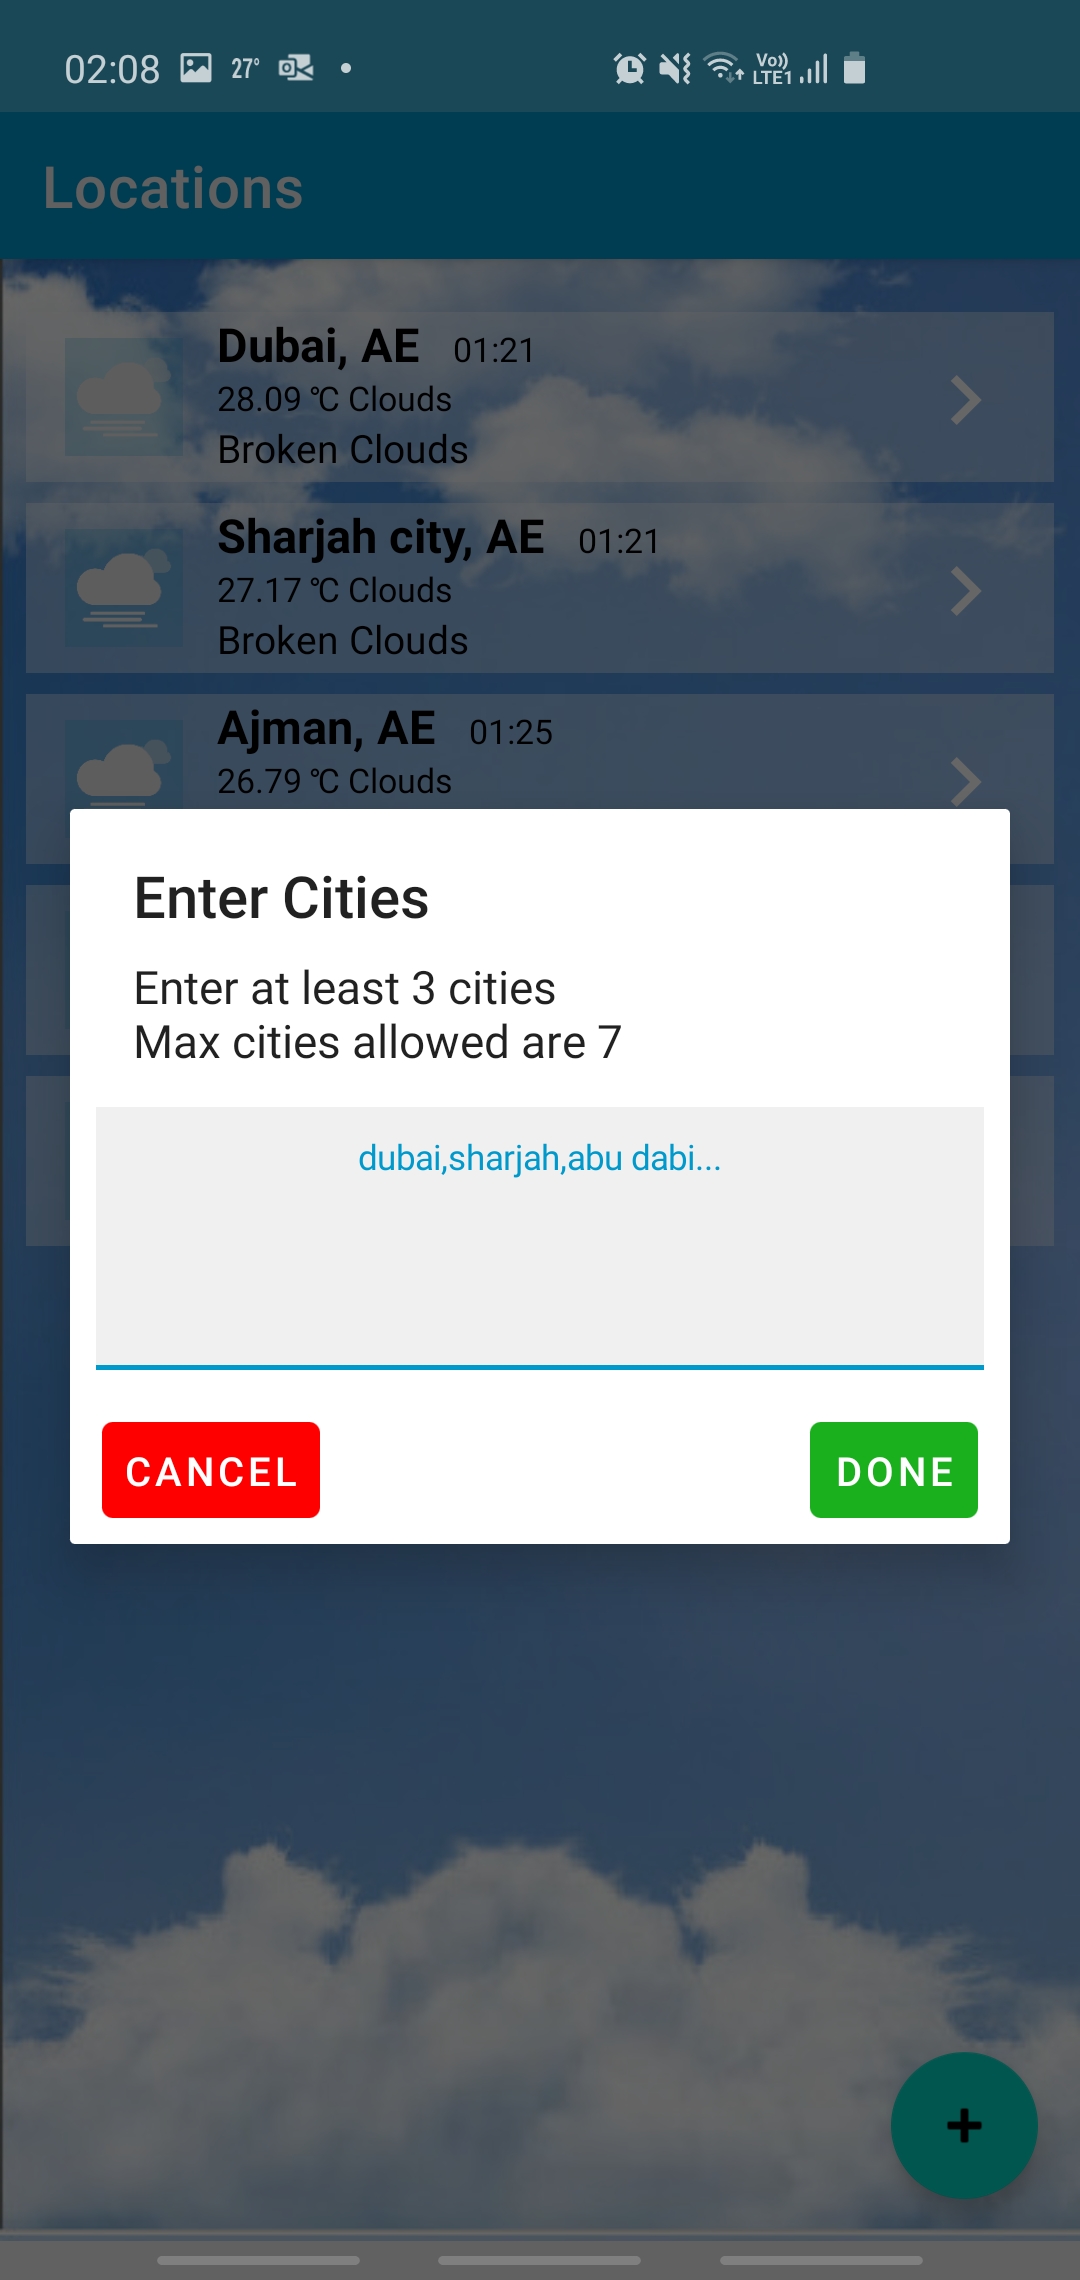 02:08 27° Vo)) LTE1
Locations
Dubai, AE 01:21
28.09 ℃ Clouds
Broken Clouds
Sharjah city, AE 01:21
27.17 ℃ Clouds
Broken Clouds
Ajman, AE 01:25
26.79 ℃ Clouds
Enter Cities
Enter at least 3 cities
Max cities allowed are 7
dubai,sharjah,abu dabi...
CANCEL DONE